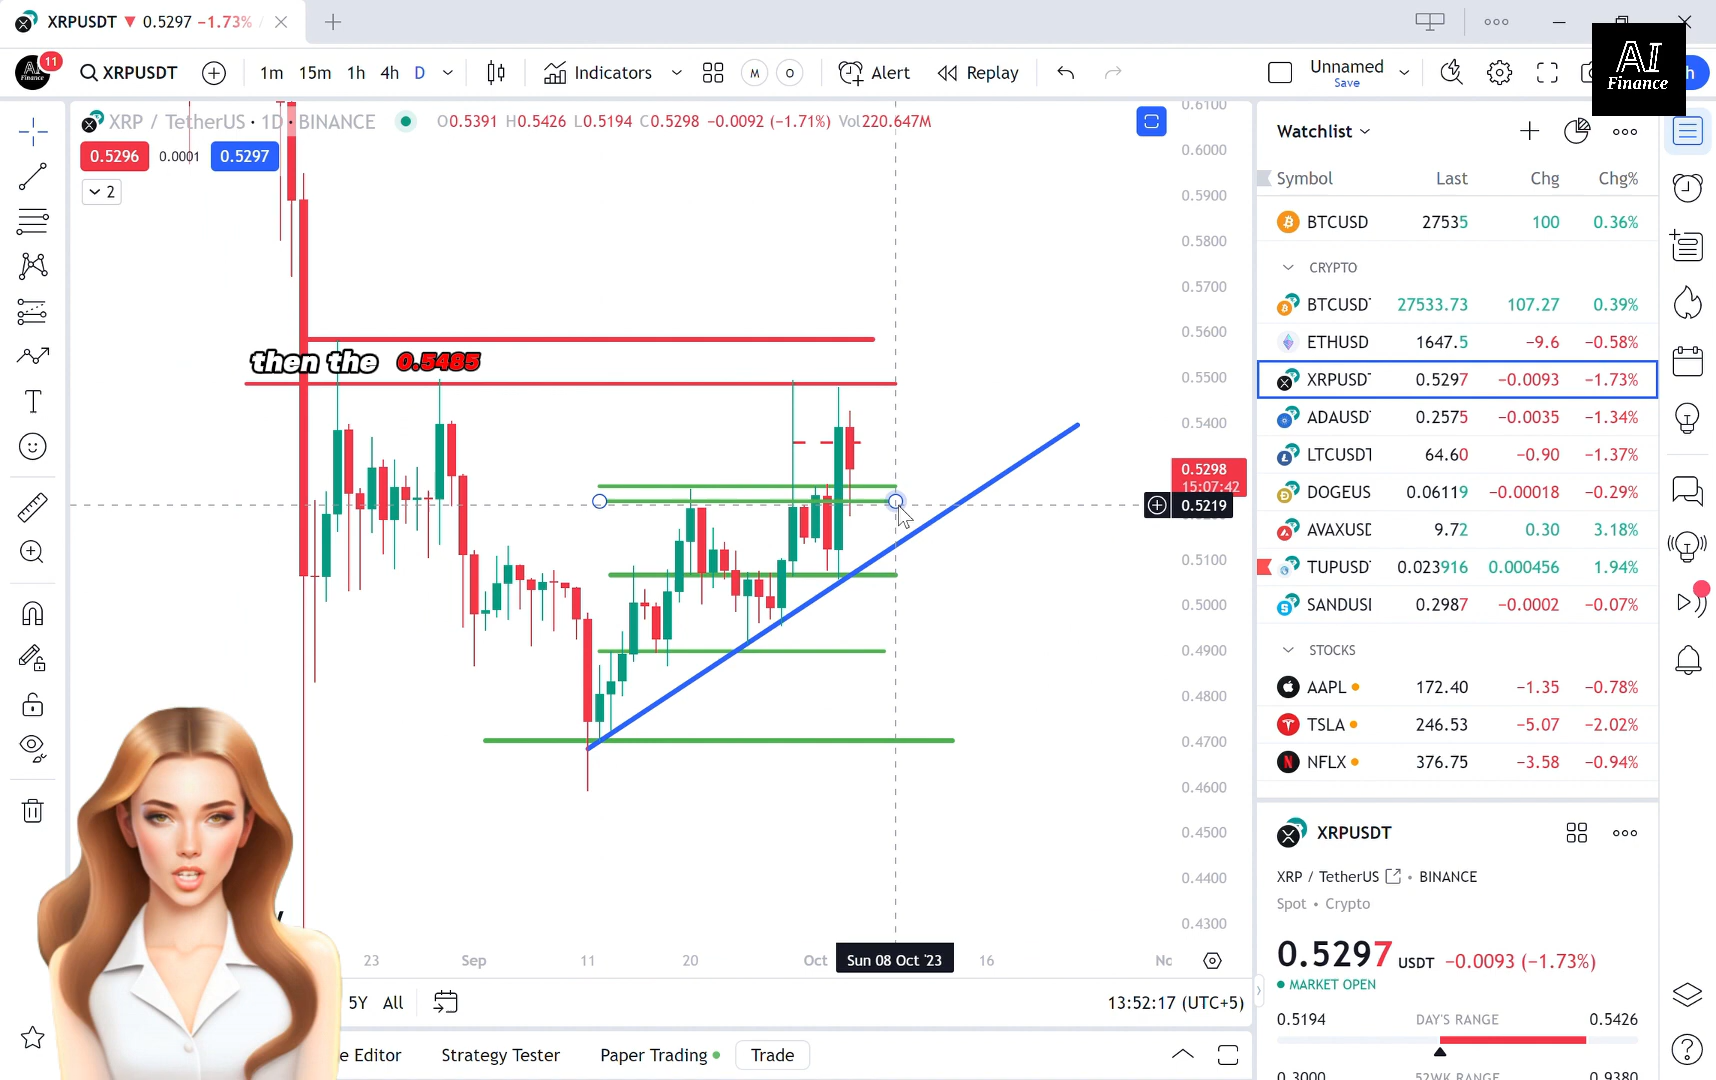 XRPUSDT ▼ 0.5297 −1.73% /
AI
Finance
11
XRPUSDT
1m 15m 1h 4h D
Indicators
M
O
Alert
Replay
Unnamed
Save
h
AI
Finance
XRP / TetherUS · 1D · BINANCE
O0.5391 H0.5426 L0.5194 C0.5298 −0.0092 (−1.71%) Vol220.647M
0.5296
0.0001
0.5297
2
then the 0.5485
0.6100
0.6000
0.5900
0.5800
0.5700
0.5600
0.5500
0.5400
0.5298
15:07:42
0.5219
0.5100
0.5000
0.4900
0.4800
0.4700
0.4600
0.4500
0.4400
0.4300
23 Sep 11 20 Oct Sun 08 Oct '23 16 Nc
5Y All
13:52:17 (UTC+5)
e Editor
Strategy Tester
Paper Trading
Trade
Watchlist
Symbol Last Chg Chg%
BTCUSD 27535 100 0.36%
CRYPTO
BTCUSD 27533.73 107.27 0.39%
ETHUSD 1647.5 −9.6 −0.58%
XRPUSD 0.5297 −0.0093 −1.73%
ADAUSD 0.2575 −0.0035 −1.34%
LTCUSDT 64.60 −0.90 −1.37%
DOGEUS 0.06119 −0.00018 −0.29%
AVAXUSD 9.72 0.30 3.18%
TUPUSD 0.023916 0.000456 1.94%
SANDUSI 0.2987 −0.0002 −0.07%
STOCKS
AAPL 172.40 −1.35 −0.78%
TSLA 246.53 −5.07 −2.02%
NFLX 376.75 −3.58 −0.94%
XRPUSDT
XRP / TetherUS • BINANCE
Spot • Crypto
0.5297 USDT −0.0093 (−1.73%)
MARKET OPEN
0.5194 DAY'S RANGE 0.5426
0.3000 52WK RANGE 0.9380